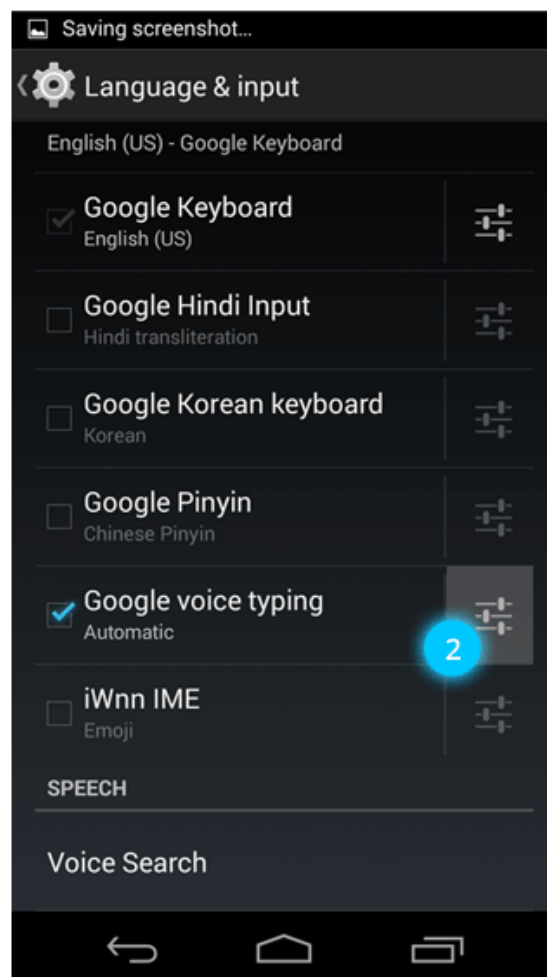 Saving screenshot...
Language & input
English (US) - Google Keyboard
Google Keyboard
English (US)
Google Hindi Input
Hindi transliteration
Google Korean keyboard
Korean
Google Pinyin
Chinese Pinyin
Google voice typing
Automatic
2
iWnn IME
Emoji
SPEECH
Voice Search